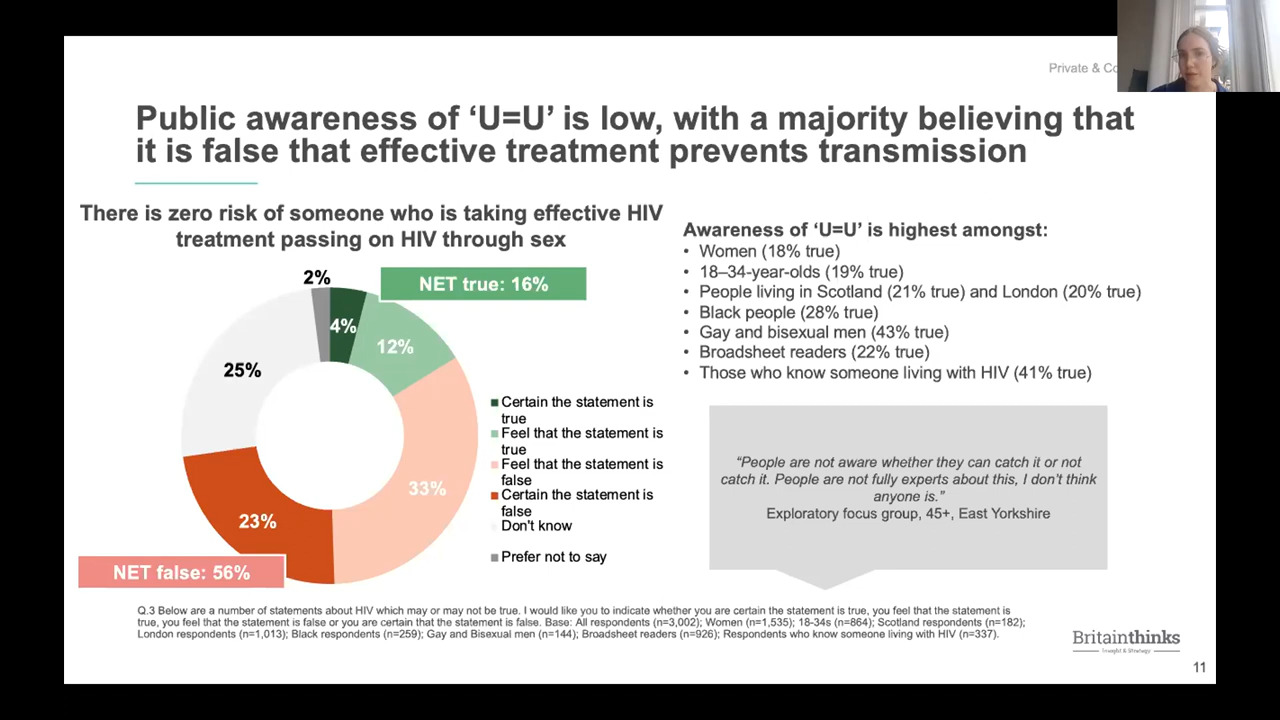 Private & Co
Public awareness of ‘U=U’ is low, with a majority believing that
it is false that effective treatment prevents transmission
There is zero risk of someone who is taking effective HIV
treatment passing on HIV through sex
2%
NET true: 16%
4%
12%
25%
33%
23%
NET false: 56%
Certain the statement is
true
Feel that the statement is
true
Feel that the statement is
false
Certain the statement is
false
Don't know
Prefer not to say
Awareness of ‘U=U’ is highest amongst:
• Women (18% true)
• 18–34-year-olds (19% true)
• People living in Scotland (21% true) and London (20% true)
• Black people (28% true)
• Gay and bisexual men (43% true)
• Broadsheet readers (22% true)
• Those who know someone living with HIV (41% true)
“People are not aware whether they can catch it or not
catch it. People are not fully experts about this, I don’t think
anyone is.”
Exploratory focus group, 45+, East Yorkshire
Q.3 Below are a number of statements about HIV which may or may not be true. I would like you to indicate whether you are certain the statement is true, you feel that the statement is
true, you feel that the statement is false or you are certain that the statement is false. Base: All respondents (n=3,002); Women (n=1,535); 18-34s (n=864); Scotland respondents (n=182);
London respondents (n=1,013); Black respondents (n=259); Gay and Bisexual men (n=144); Broadsheet readers (n=926); Respondents who know someone living with HIV (n=337).
Britainthinks
Insight & Strategy
11